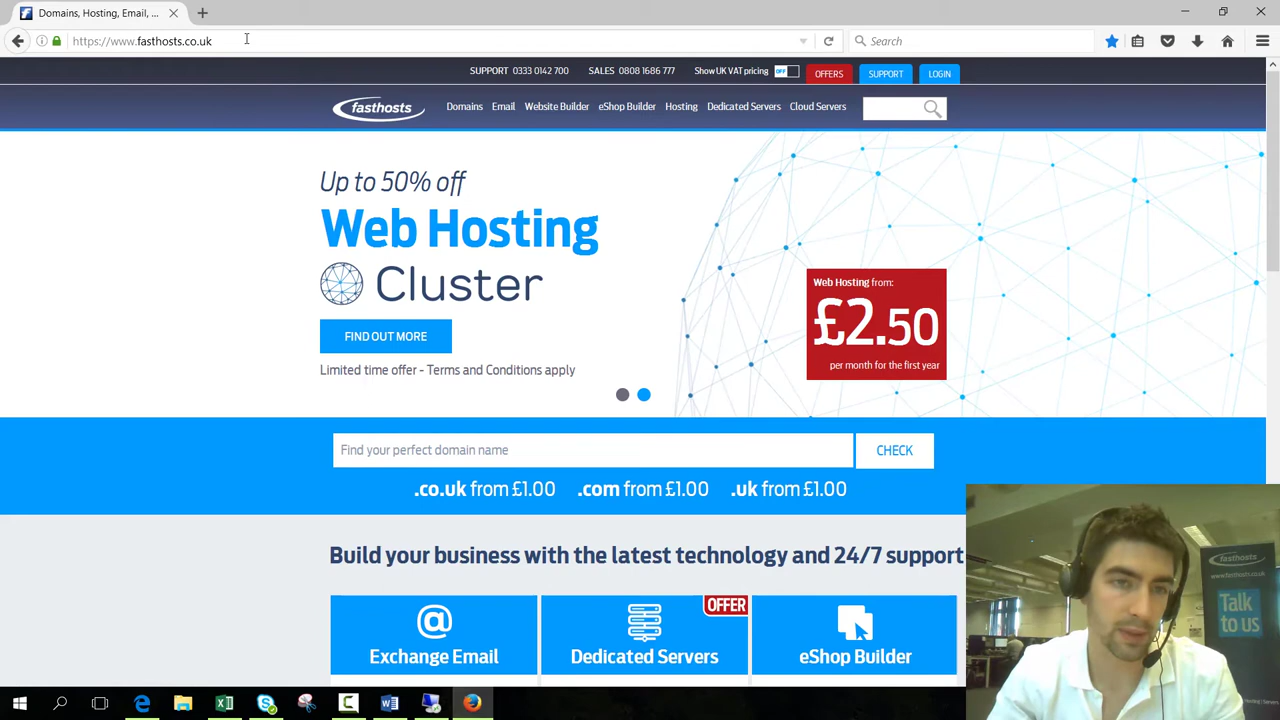 Domains, Hosting, Email, ...
https://www.fasthosts.co.uk
Search
SUPPORT 0333 0142 700 SALES 0808 1686 777 Show UK VAT pricing OFF OFFERS SUPPORT LOGIN
fasthosts Domains Email Website Builder eShop Builder Hosting Dedicated Servers Cloud Servers
Up to 50% off
Web Hosting
Cluster
FIND OUT MORE
Limited time offer - Terms and Conditions apply
Web Hosting from:
£2.50
per month for the first year
Find your perfect domain name CHECK
.co.uk from £1.00 .com from £1.00 .uk from £1.00
Build your business with the latest technology and 24/7 support
@ OFFER
Exchange Email Dedicated Servers eShop Builder
fasthosts
www.fasthosts.co.uk
Talk
to us